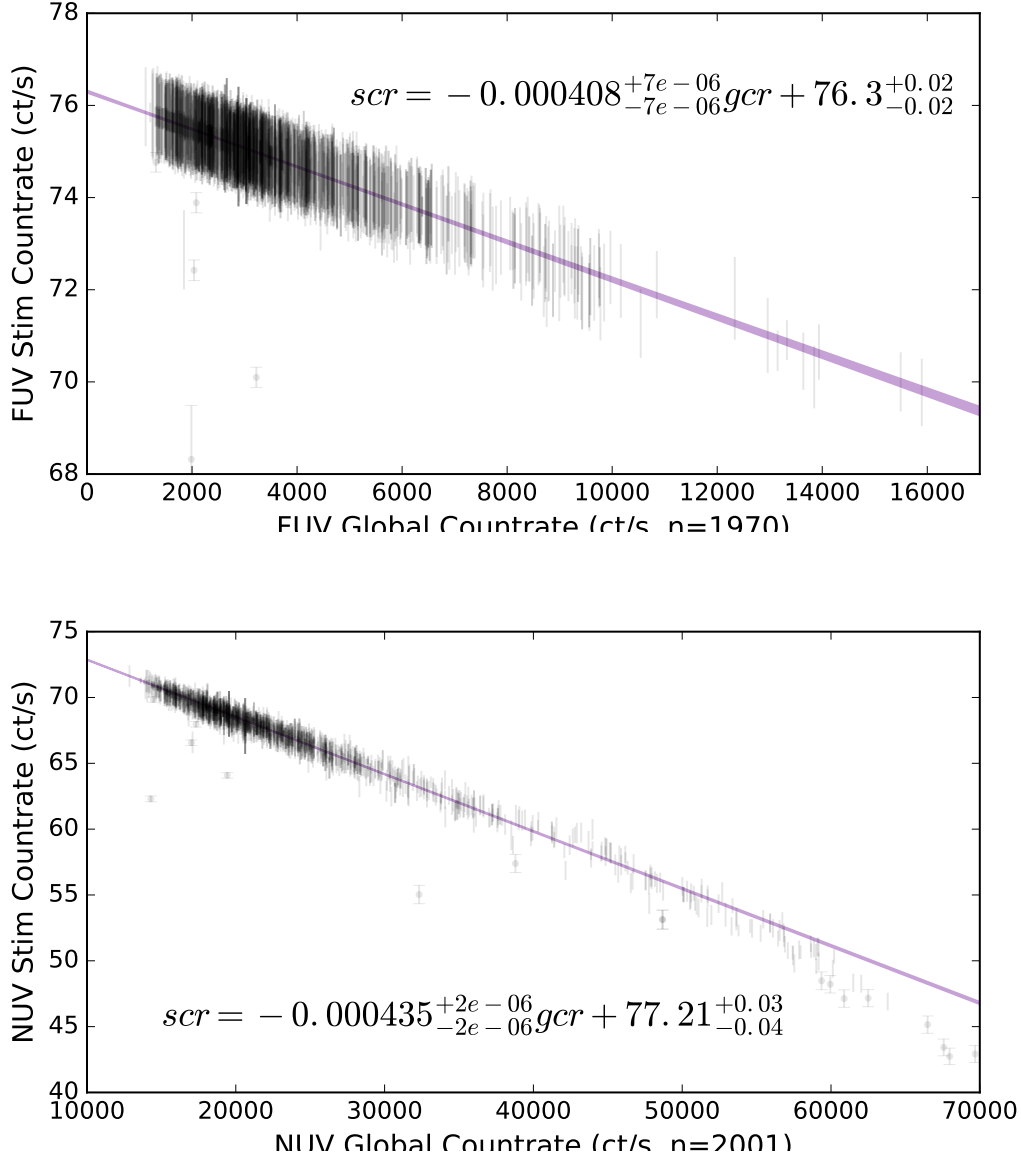 78
76
74
72
70
68
FUV Stim Countrate (ct/s)
scr = −0.000408^{+7e−06}_{−7e−06}gcr + 76.3^{+0.02}_{−0.02}
0 2000 4000 6000 8000 10000 12000 14000 16000
FUV Global Countrate (ct/s, n=1970)
75
70
65
60
55
50
45
40
NUV Stim Countrate (ct/s)
scr = −0.000435^{+2e−06}_{−2e−06}gcr + 77.21^{+0.03}_{−0.04}
10000 20000 30000 40000 50000 60000 70000
NUV Global Countrate (ct/s, n=2001)